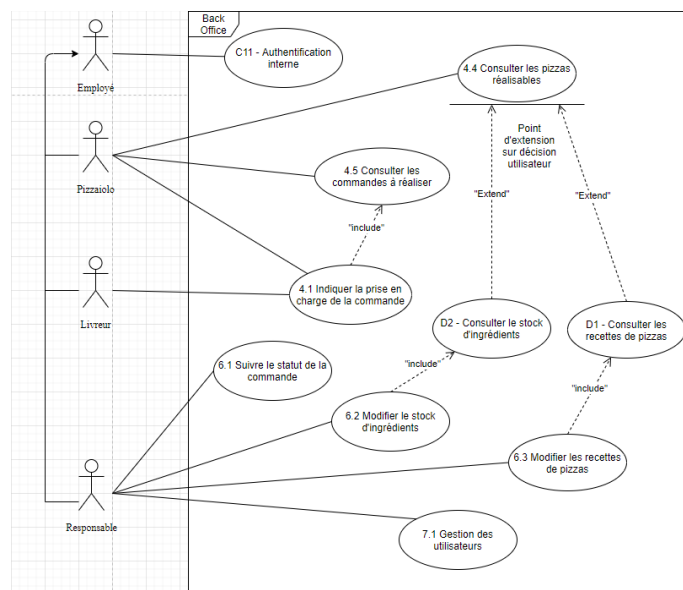 Back
Office
C11 - Authentification
interne
Employé
4.4 Consulter les pizzas
réalisables
Point
d'extension
sur décision
utilisateur
Pizzaiolo
4.5 Consulter les
commandes à réaliser
"Extend"
"Extend"
"include"
4.1 Indiquer la prise en
charge de la commande
Livreur
D2 - Consulter le stock
d'ingrédients
D1 - Consulter les
recettes de pizzas
6.1 Suivre le statut de la
commande
"include"
"include"
6.2 Modifier le stock
d'ingrédients
6.3 Modifier les recettes
de pizzas
Responsable
7.1 Gestion des
utilisateurs